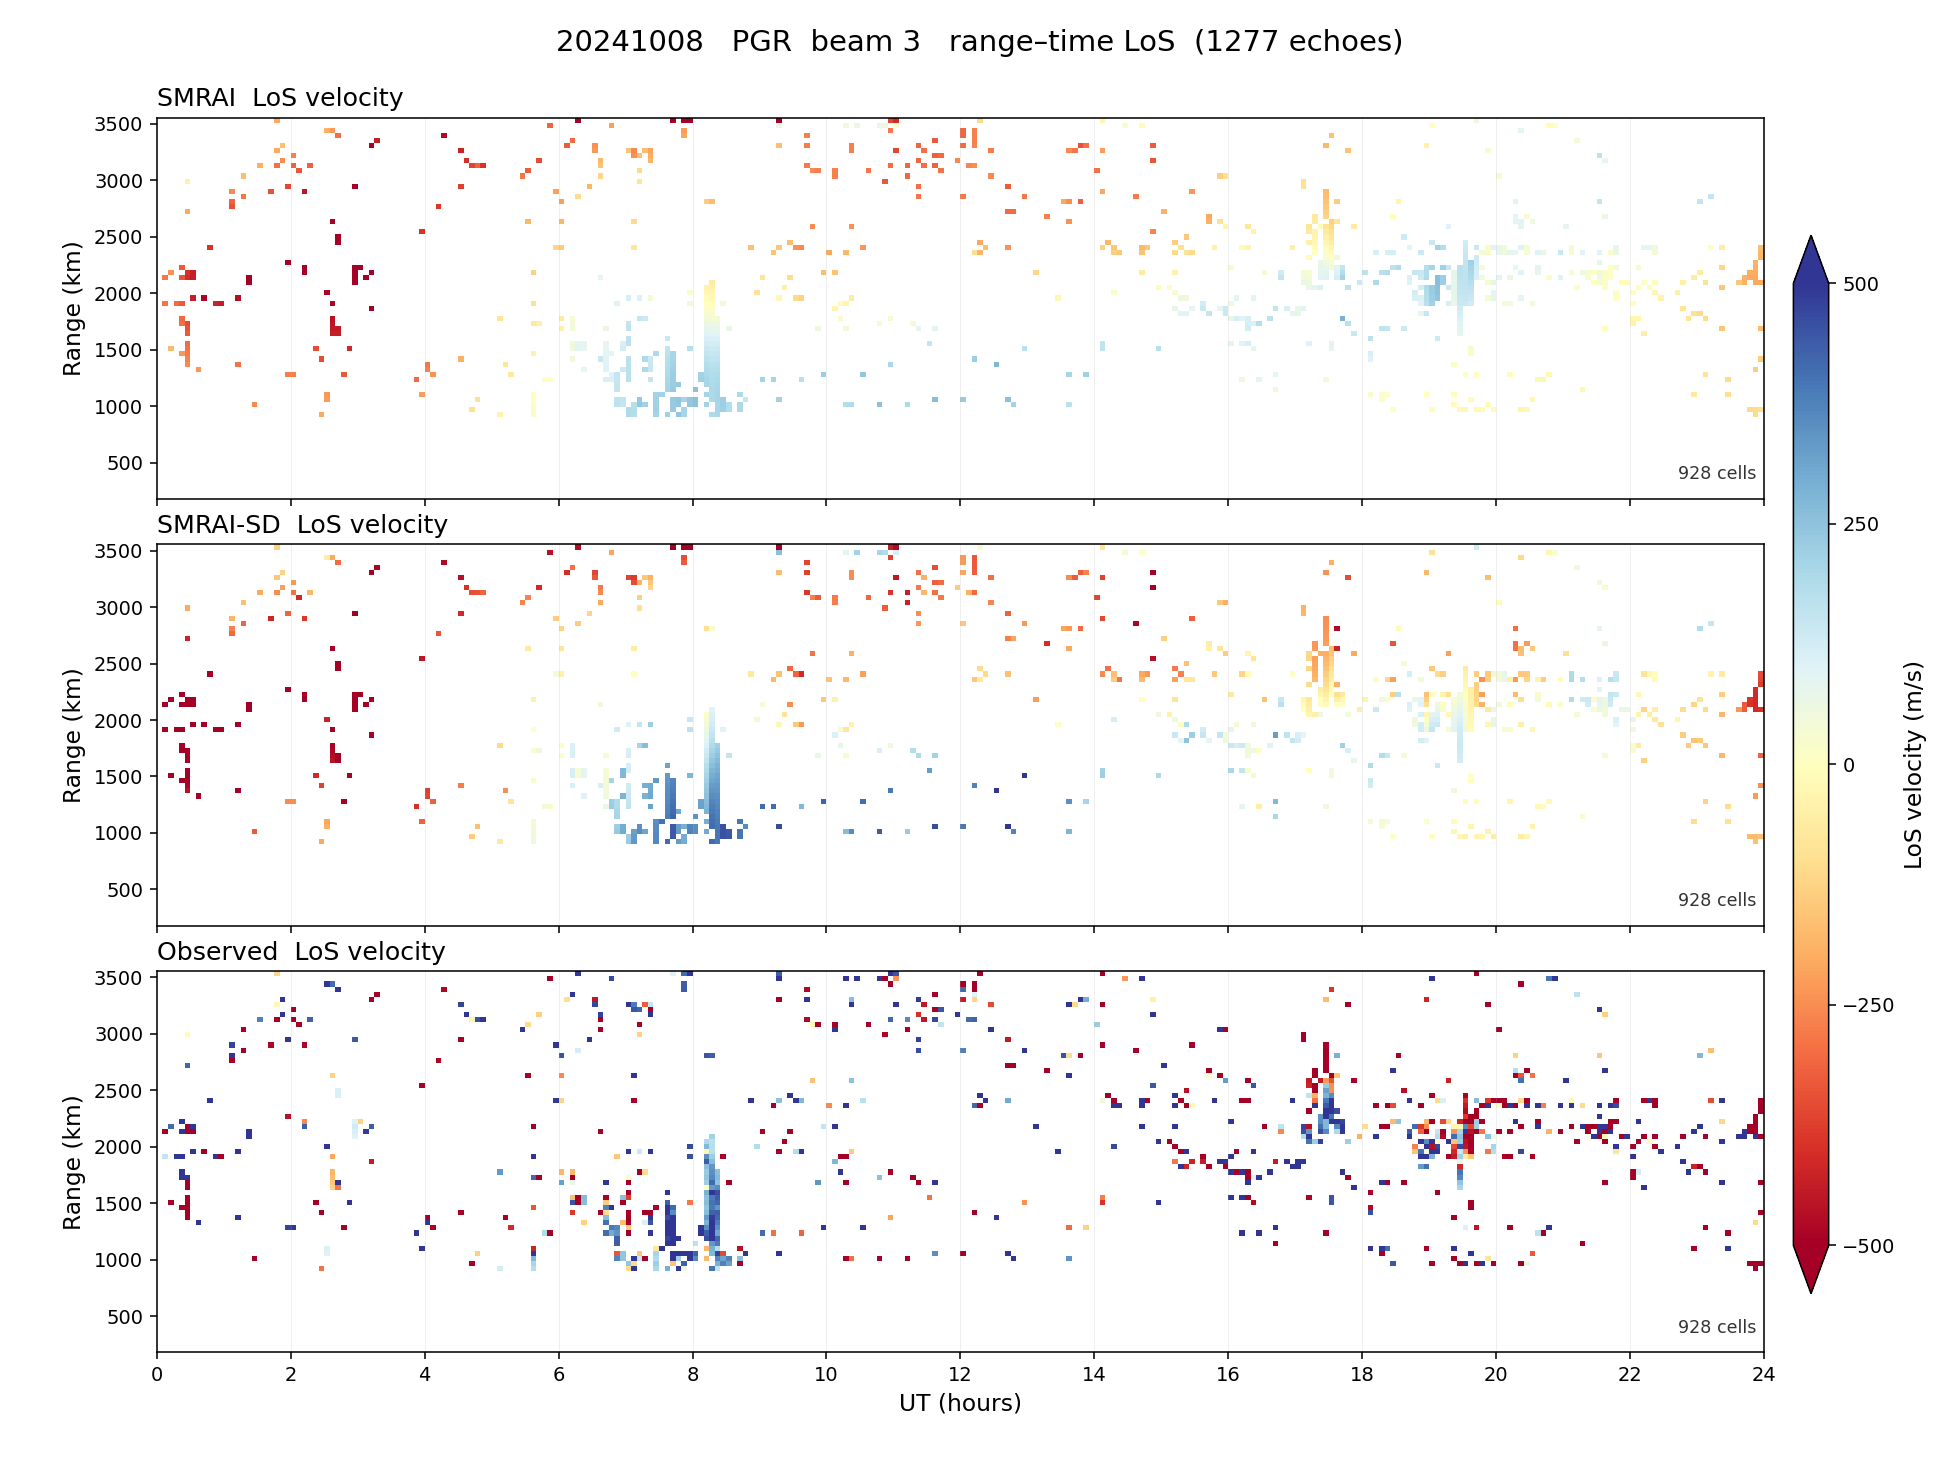 20241008   PGR  beam 3   range–time LoS  (1277 echoes)
SMRAI  LoS velocity
3500
3000
2500
2000
1500
1000
500
Range (km)
928 cells
SMRAI-SD  LoS velocity
3500
3000
2500
2000
1500
1000
500
Range (km)
928 cells
Observed  LoS velocity
3500
3000
2500
2000
1500
1000
500
Range (km)
928 cells
0 2 4 6 8 10 12 14 16 18 20 22 24
UT (hours)
500
250
0
−250
−500
LoS velocity (m/s)